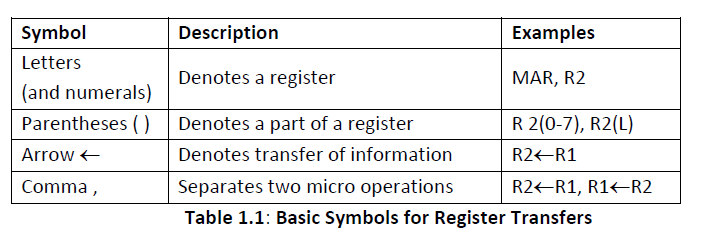 Symbol Description Examples
Letters
(and numerals) Denotes a register MAR, R2
Parentheses ( ) Denotes a part of a register R 2(0-7), R2(L)
Arrow ← Denotes transfer of information R2←R1
Comma , Separates two micro operations R2←R1, R1←R2
Table 1.1: Basic Symbols for Register Transfers